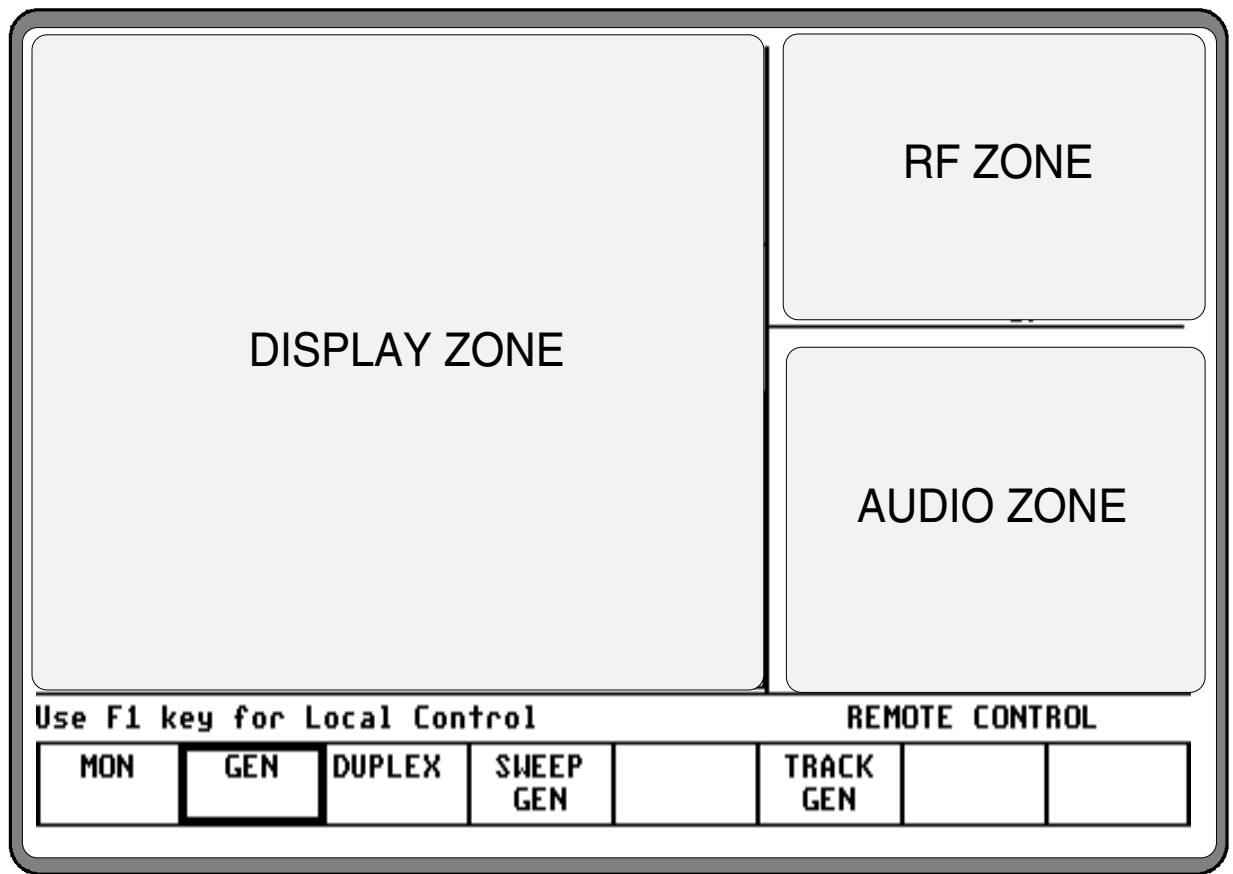 RF ZONE
DISPLAY ZONE
AUDIO ZONE
Use F1 key for Local Control REMOTE CONTROL
MON GEN DUPLEX SWEEP GEN TRACK GEN